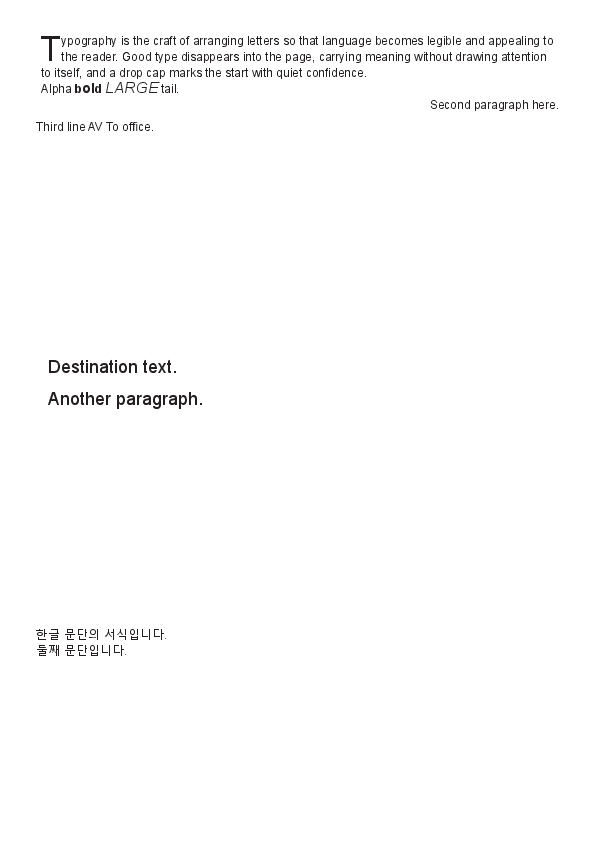 Typography is the craft of arranging letters so that language becomes legible and appealing to
the reader. Good type disappears into the page, carrying meaning without drawing attention
to itself, and a drop cap marks the start with quiet confidence.
Alpha bold LARGE tail.
Second paragraph here.
Third line AV To office.
Destination text.
Another paragraph.
한글 문단의 서식입니다.
둘째 문단입니다.